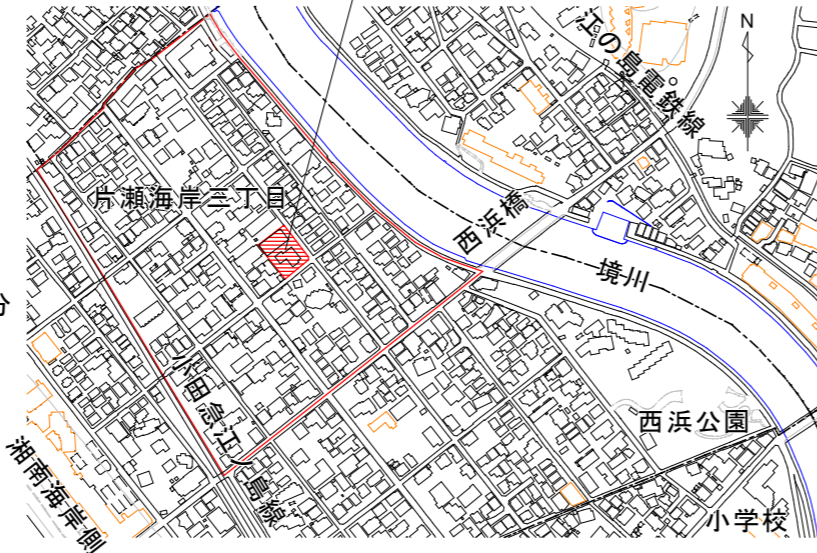 N
江の島電鉄線
片瀬海岸三丁目
西浜橋
境川
分
小田急江ノ島線
西浜公園
湘南海岸側
小学校